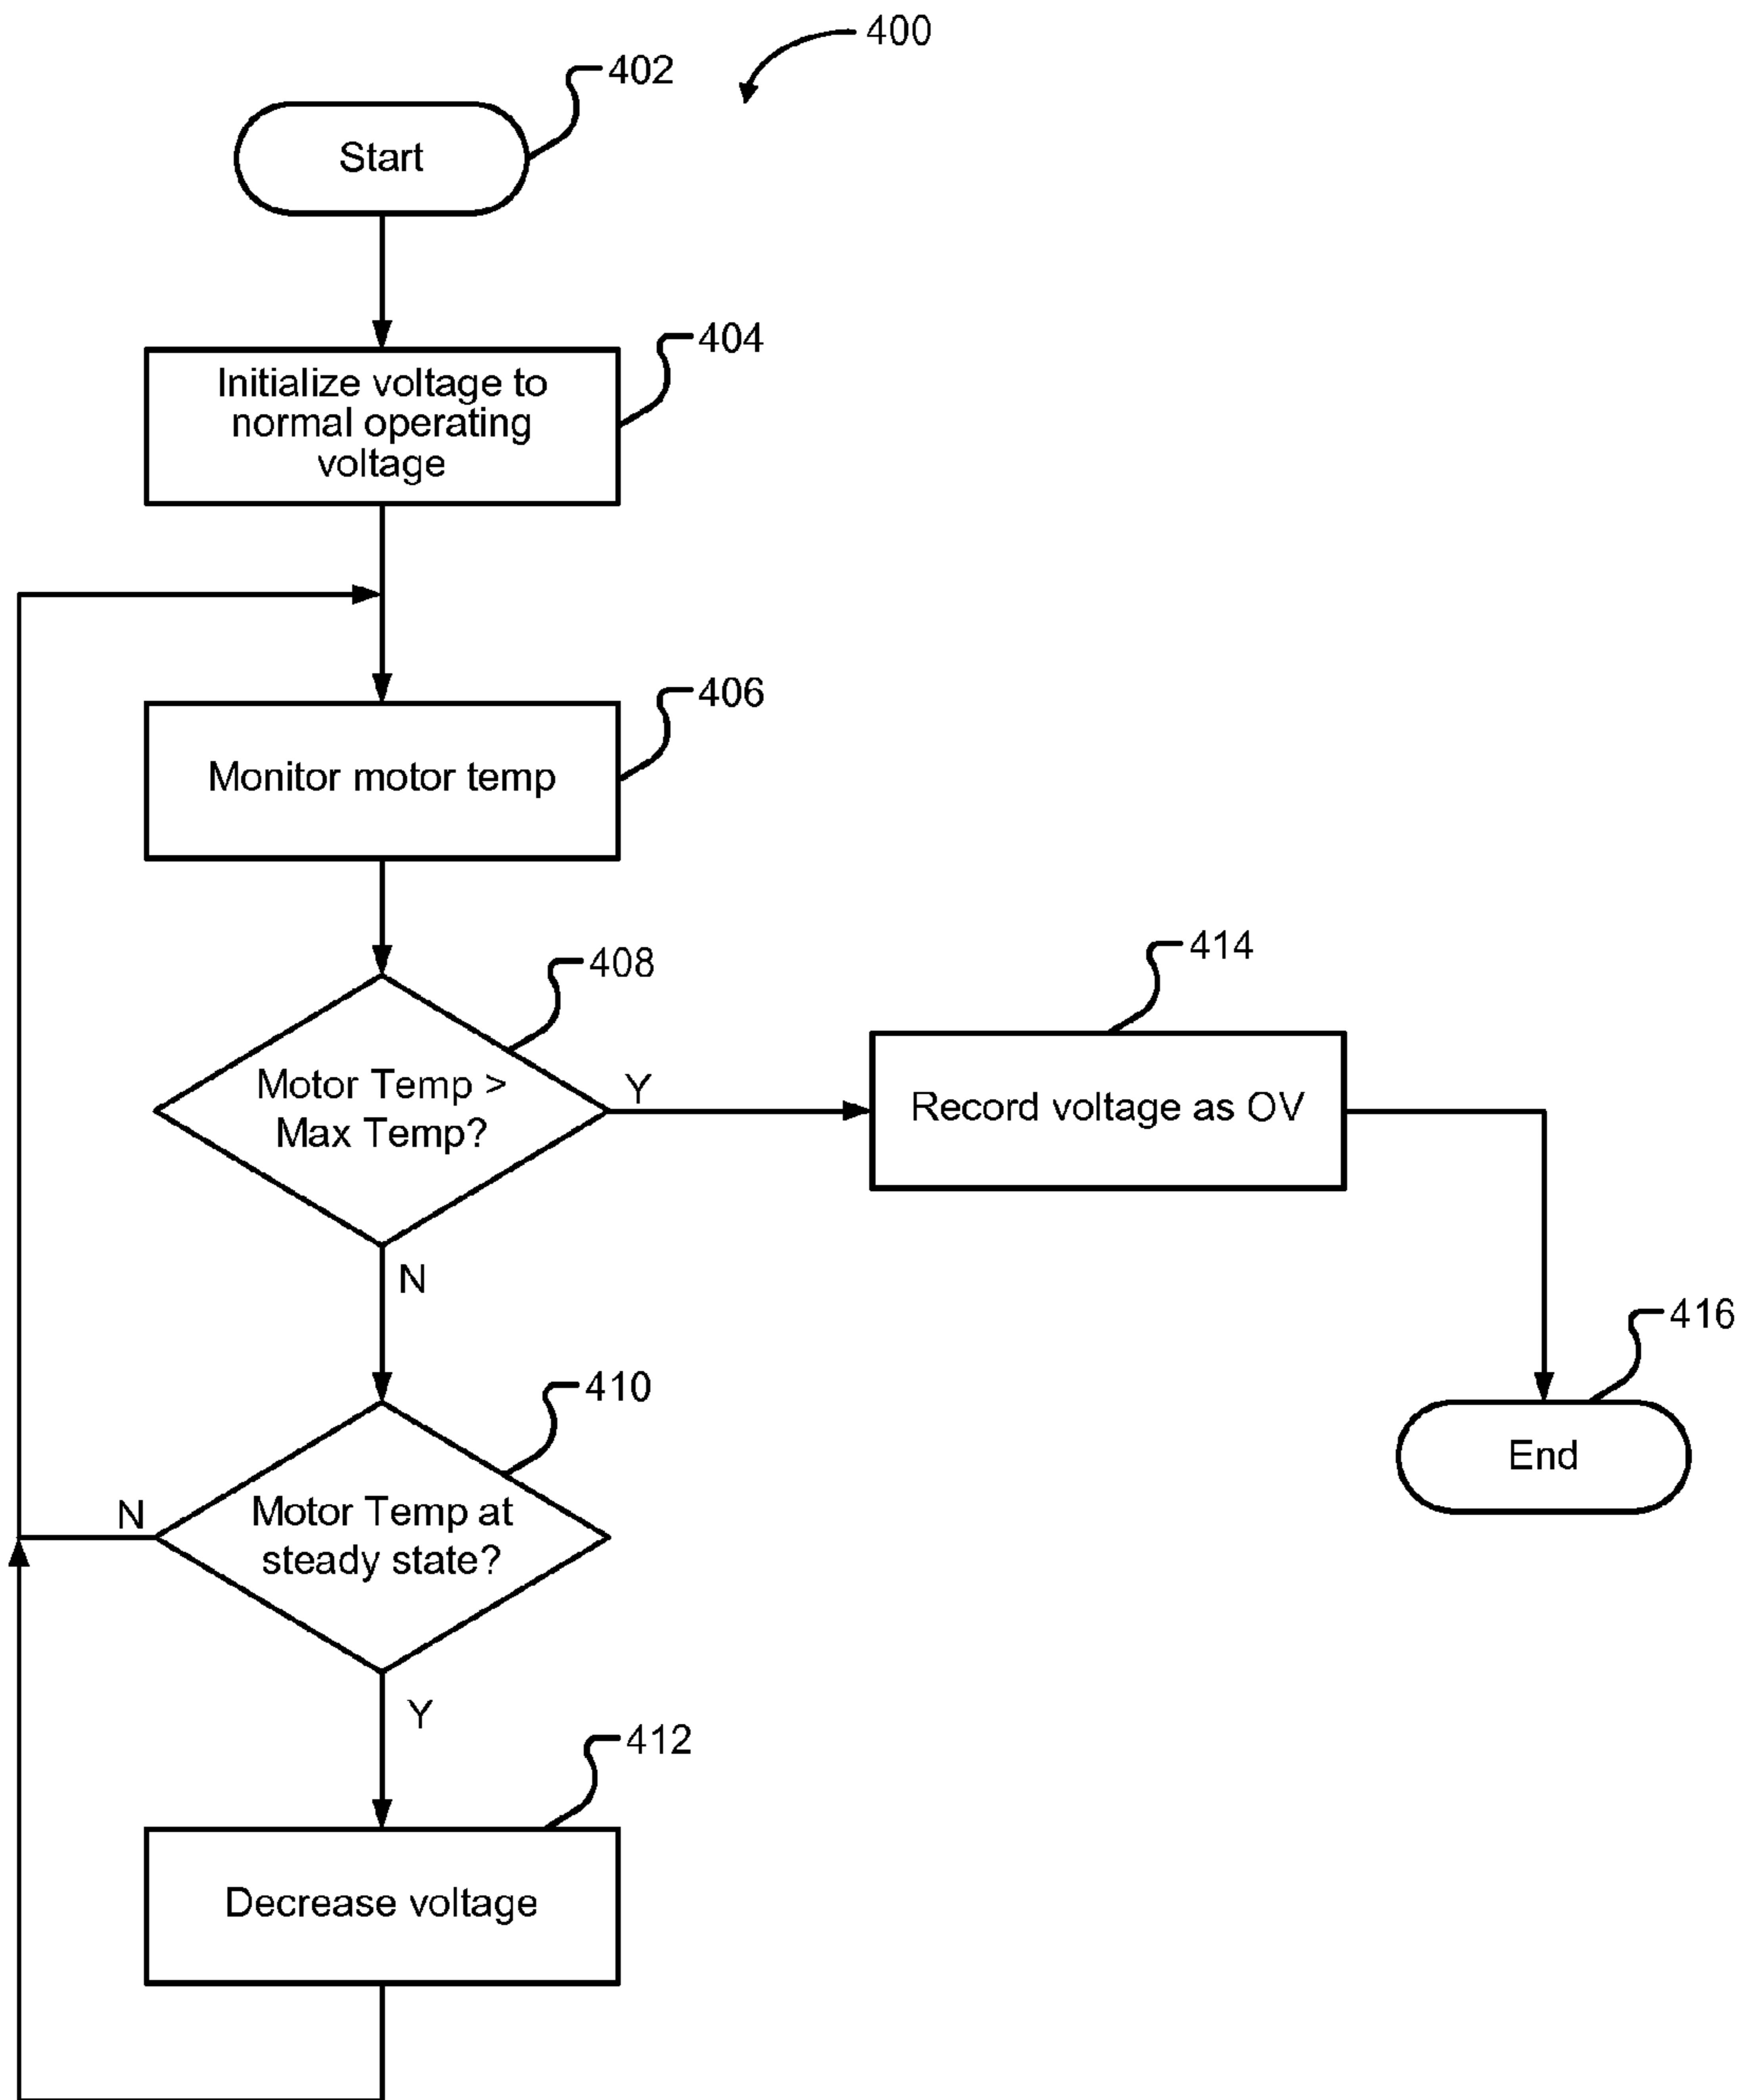 400
402
Start
404
Initialize voltage to
normal operating
voltage
406
Monitor motor temp
408
Motor Temp >
Max Temp?
Y
N
414
Record voltage as OV
416
End
410
Motor Temp at
steady state?
N
Y
412
Decrease voltage